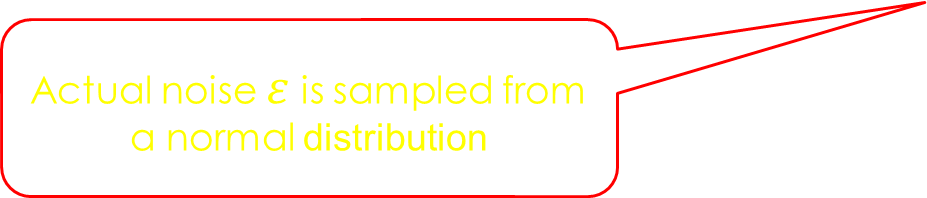 Actual noise 𝜀 is sampled from
a normal distribution